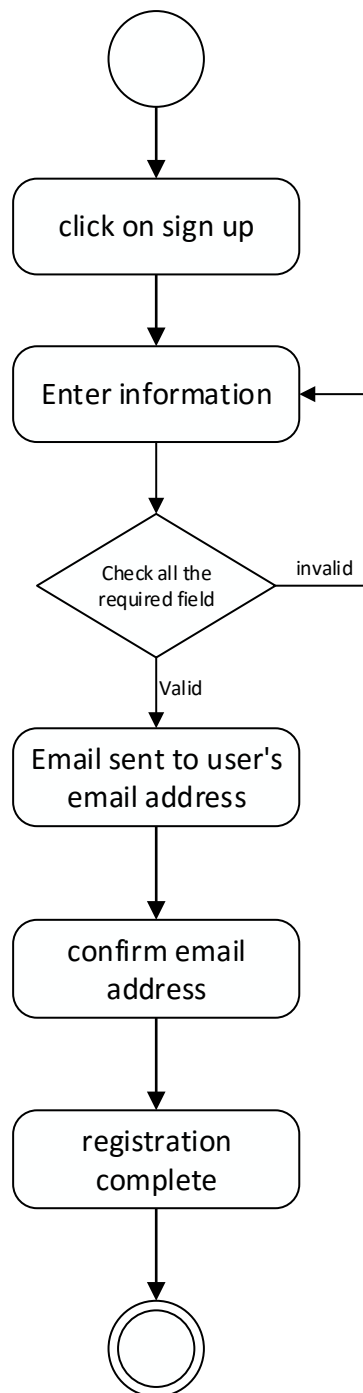 click on sign up
Enter information
Check all the
required field
invalid
Valid
Email sent to user's
email address
confirm email
address
registration
complete